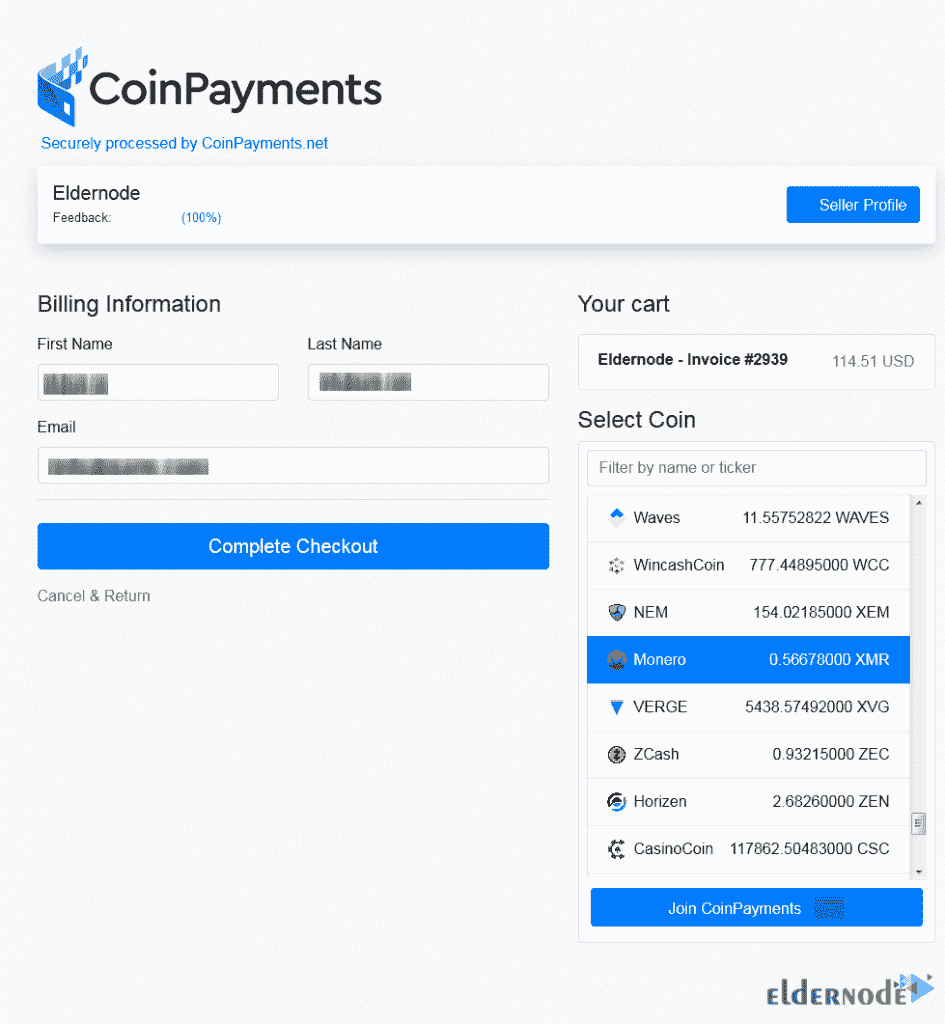 CoinPayments
Securely processed by CoinPayments.net
Eldernode
Feedback: (100%)
Seller Profile
Billing Information
First Name Last Name
Email
Complete Checkout
Cancel & Return
Your cart
Eldernode - Invoice #2939 114.51 USD
Select Coin
Filter by name or ticker
Waves 11.55752822 WAVES
WincashCoin 777.44895000 WCC
NEM 154.02185000 XEM
Monero 0.56678000 XMR
VERGE 5438.57492000 XVG
ZCash 0.93215000 ZEC
Horizen 2.68260000 ZEN
CasinoCoin 117862.50483000 CSC
Join CoinPayments
eldernode